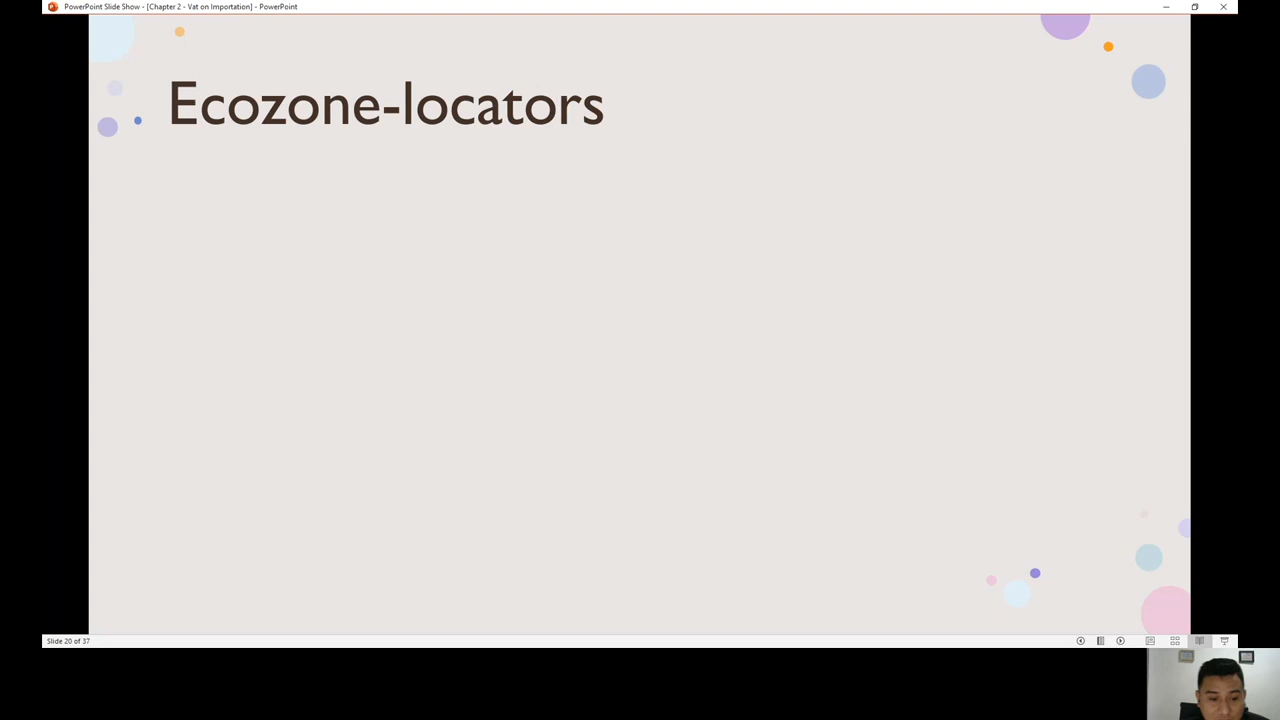 PowerPoint Slide Show - [Chapter 2 - Vat on Importation] - PowerPoint
Ecozone-locators
Slide 20 of 37